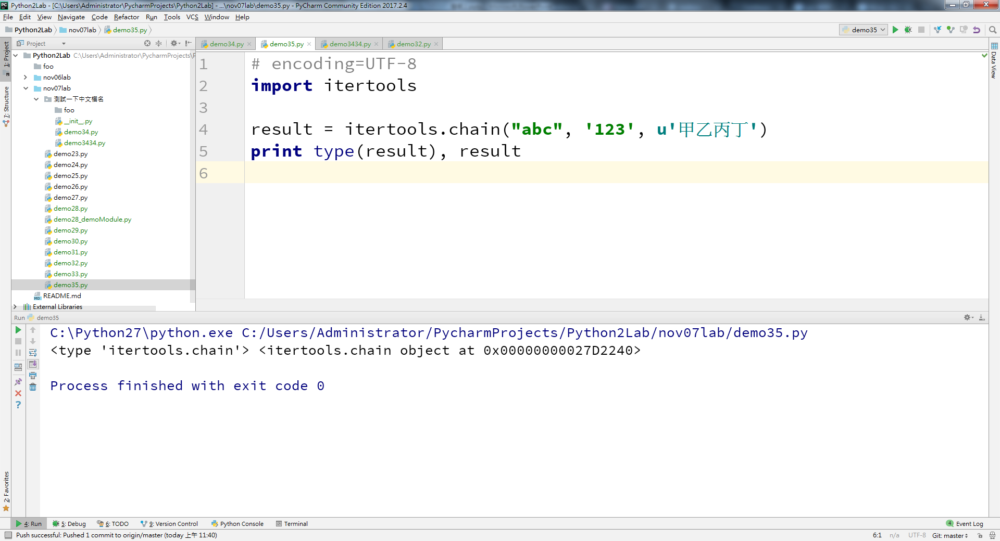 Python2Lab - [C:\Users\Administrator\PycharmProjects\Python2Lab] - ...\nov07lab\demo35.py - PyCharm Community Edition 2017.2.4
File Edit View Navigate Code Refactor Run Tools VCS Window Help
Python2Lab nov07lab demo35.py demo35
1: Project
7: Structure
2: Favorites
Data View
Project
Python2Lab C:\Users\Administrator\PycharmProjects\P
foo
nov06lab
nov07lab
測試一下中文檔名
foo
__init__.py
demo34.py
demo3434.py
demo23.py
demo24.py
demo25.py
demo26.py
demo27.py
demo28.py
demo28_demoModule.py
demo29.py
demo30.py
demo31.py
demo32.py
demo33.py
demo35.py
README.md
External Libraries
demo34.py demo35.py demo3434.py demo32.py
1 # encoding=UTF-8
2 import itertools
3
4 result = itertools.chain("abc", '123', u'甲乙丙丁')
5 print type(result), result
6
Run demo35
C:\Python27\python.exe C:/Users/Administrator/PycharmProjects/Python2Lab/nov07lab/demo35.py
<type 'itertools.chain'> <itertools.chain object at 0x00000000027D2240>
Process finished with exit code 0
4: Run 5: Debug 6: TODO 9: Version Control Python Console Terminal 4 Event Log
Push successful: Pushed 1 commit to origin/master (today 上午 11:40) 6:1 n/a UTF-8 Git: master